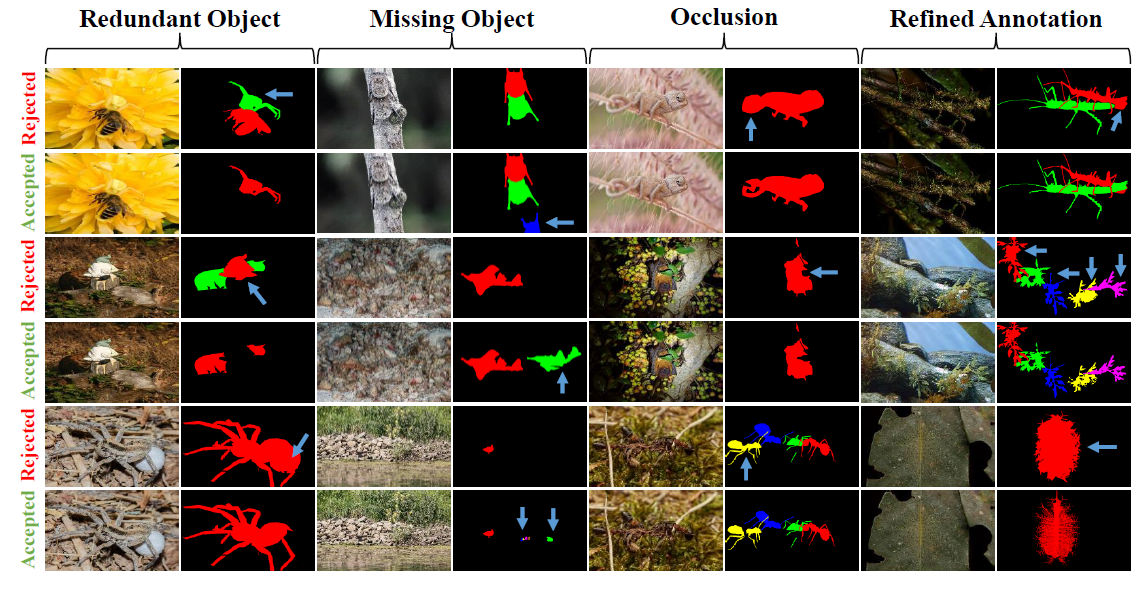 Redundant Object
Missing Object
Occlusion
Refined Annotation
Rejected
Accepted
Rejected
Accepted
Rejected
Accepted